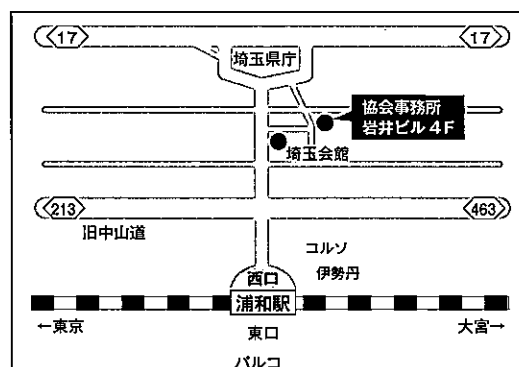 17
17
埼玉県庁
協会事務所
岩井ビル4F
埼玉会館
213
463
旧中山道
コルソ
伊勢丹
西口
浦和駅
←東京
大宮→
東口
パルコ